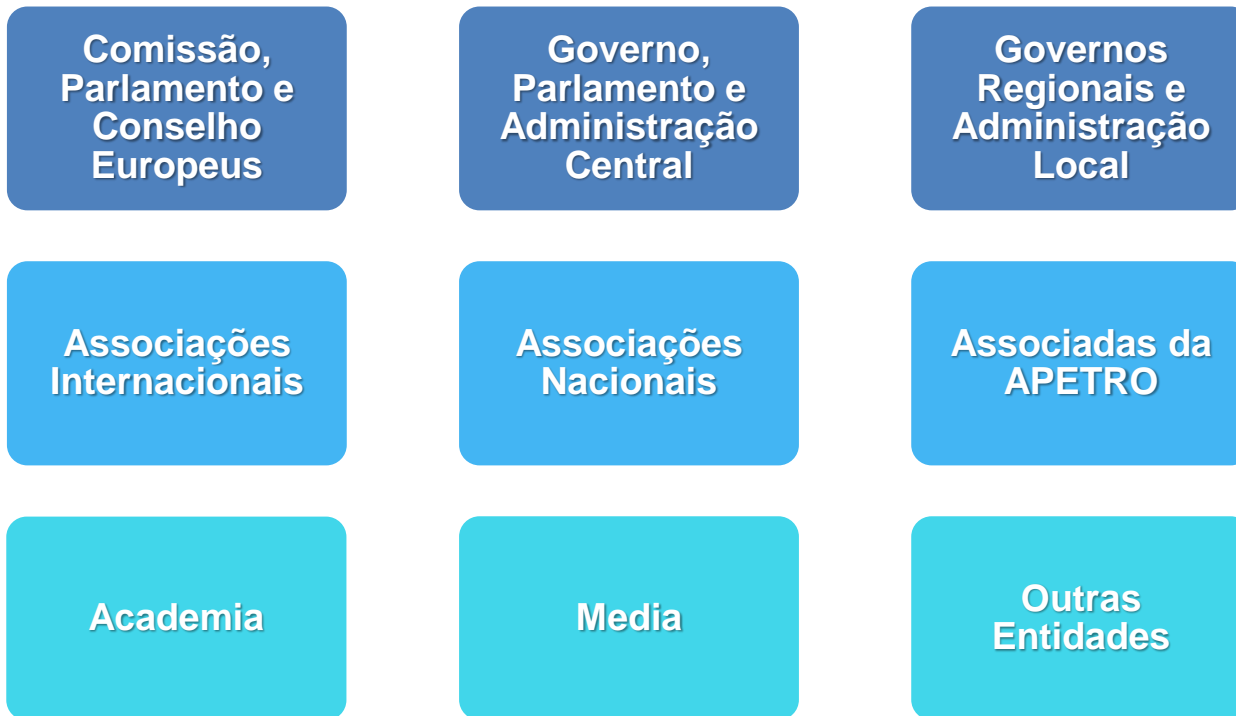 Comissão,
Parlamento e
Conselho
Europeus
Governo,
Parlamento e
Administração
Central
Governos
Regionais e
Administração
Local
Associações
Internacionais
Associações
Nacionais
Associadas da
APETRO
Academia
Media
Outras
Entidades